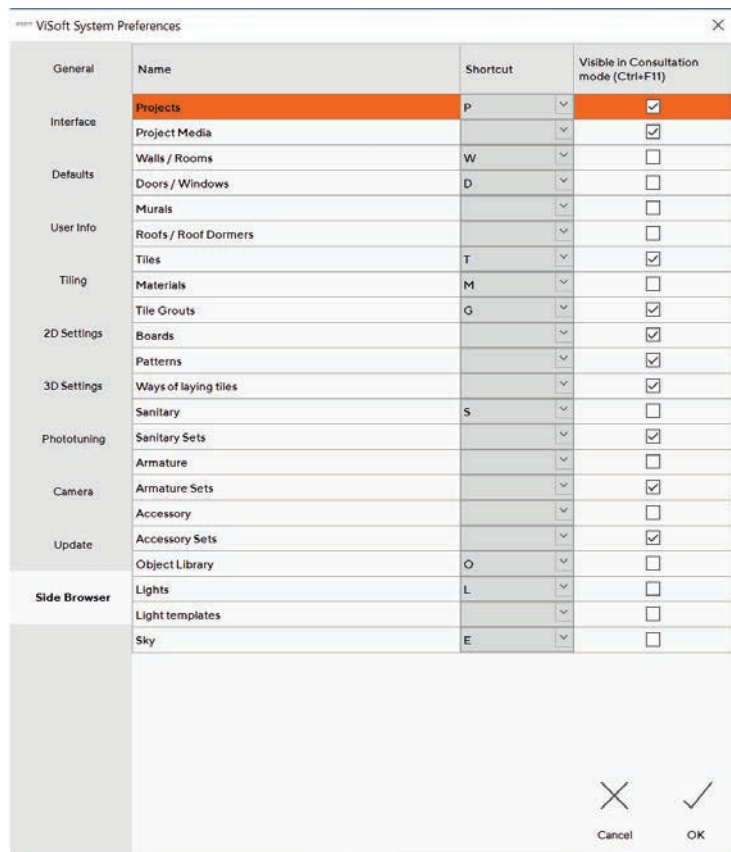 ViSoft System Preferences
General
Interface
Defaults
User Info
Tiling
2D Settings
3D Settings
Phototuning
Camera
Update
Side Browser
Name Shortcut Visible in Consultation
mode (Ctrl+F11)
Projects P
Project Media
Walls / Rooms W
Doors / Windows D
Murals
Roofs / Roof Dormers
Tiles T
Materials M
Tile Grouts G
Boards
Patterns
Ways of laying tiles
Sanitary S
Sanitary Sets
Armature
Armature Sets
Accessory
Accessory Sets
Object Library O
Lights L
Light templates
Sky E
Cancel OK